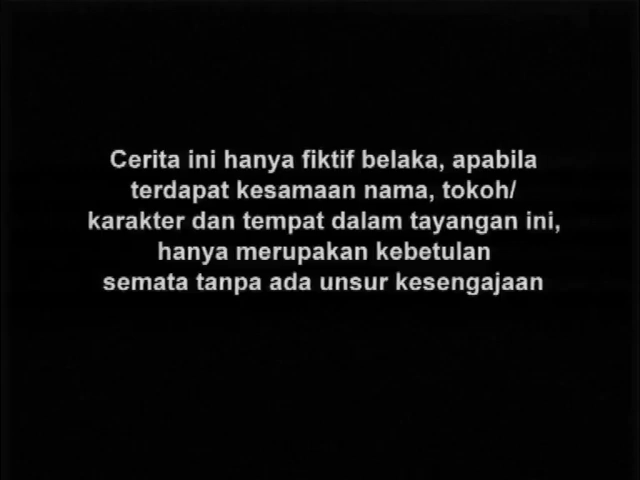 Cerita ini hanya fiktif belaka, apabila
terdapat kesamaan nama, tokoh/
karakter dan tempat dalam tayangan ini,
hanya merupakan kebetulan
semata tanpa ada unsur kesengajaan